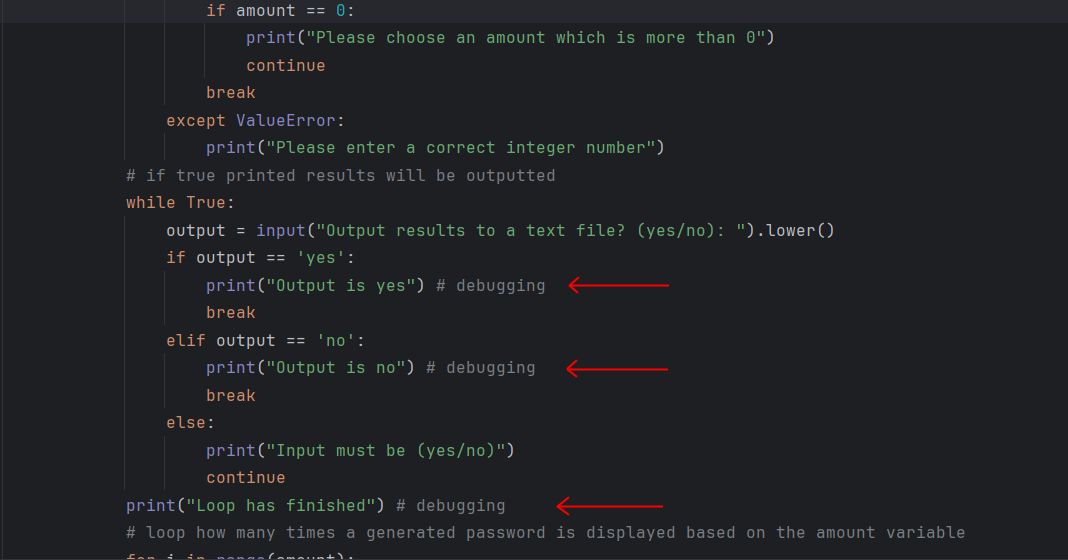 if amount == 0:
print("Please choose an amount which is more than 0")
continue
break
except ValueError:
print("Please enter a correct integer number")
# if true printed results will be outputted
while True:
output = input("Output results to a text file? (yes/no): ").lower()
if output == 'yes':
print("Output is yes") # debugging
break
elif output == 'no':
print("Output is no") # debugging
break
else:
print("Input must be (yes/no)")
continue
print("Loop has finished") # debugging
# loop how many times a generated password is displayed based on the amount variable
for i in range(amount):